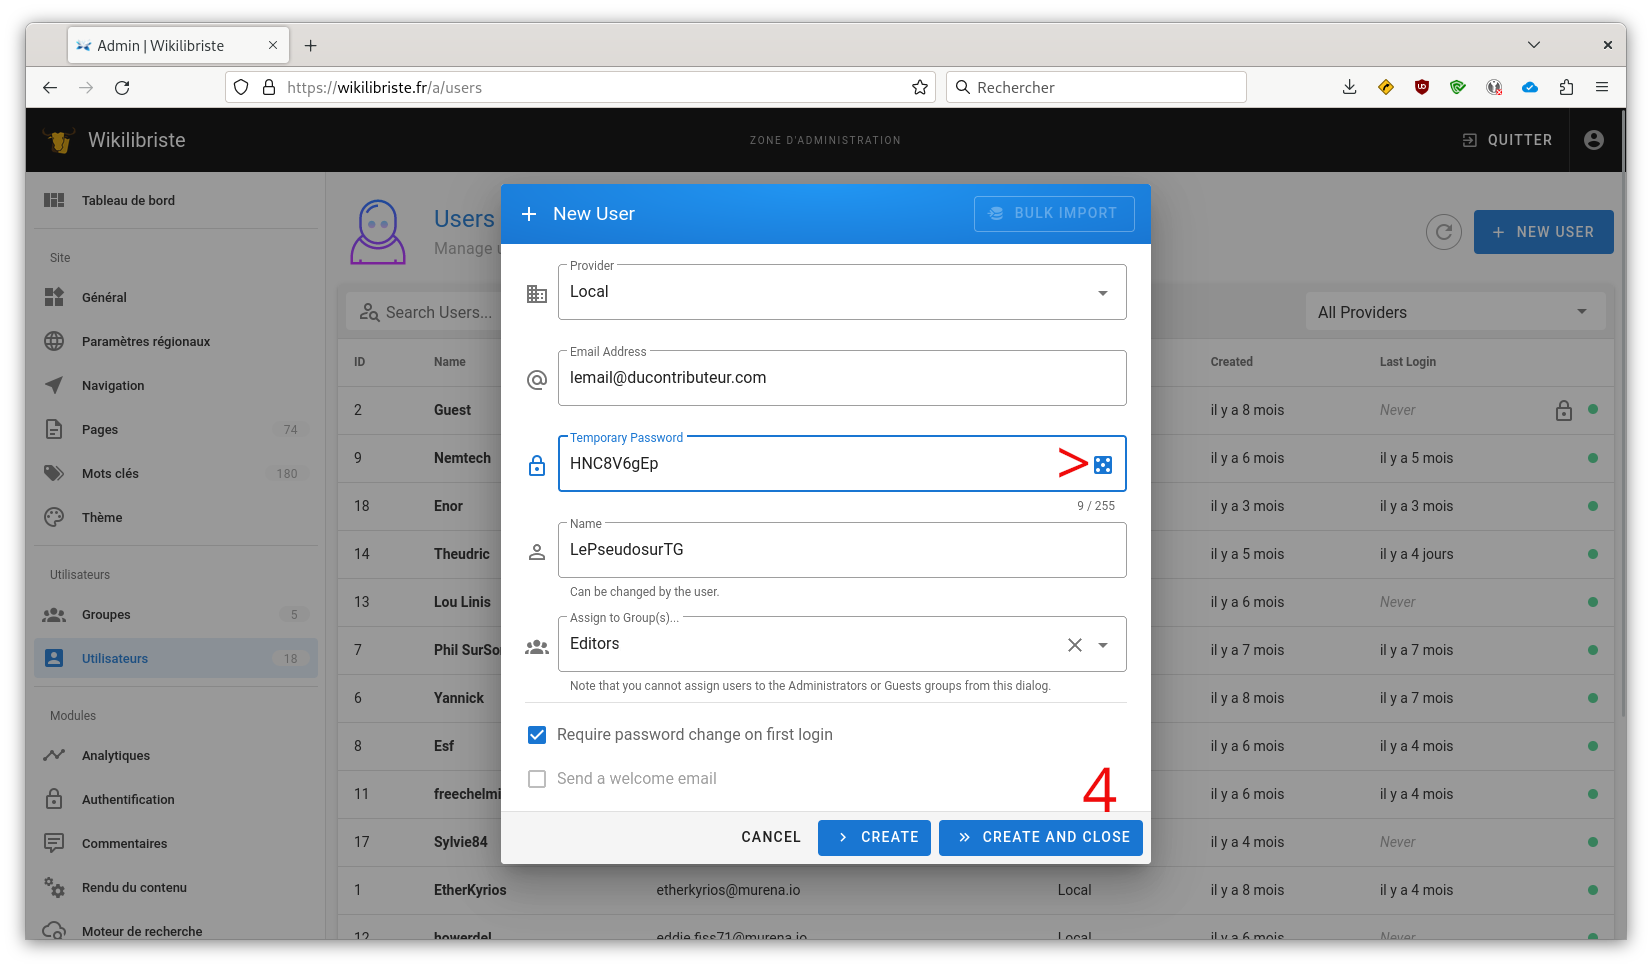 Admin | Wikilibriste
https://wikilibriste.fr/a/users
Rechercher
Wikilibriste
ZONE D'ADMINISTRATION
QUITTER
Tableau de bord
Site
Général
Paramètres régionaux
Navigation
Pages 74
Mots clés 180
Thème
Utilisateurs
Groupes 5
Utilisateurs 18
Modules
Analytiques
Authentification
Commentaires
Rendu du contenu
Moteur de recherche
Users
Manage
NEW USER
Search Users...
All Providers
ID Name Created Last Login
2 Guest il y a 8 mois Never
9 Nemtech il y a 6 mois il y a 5 mois
18 Enor il y a 3 mois il y a 3 mois
14 Theudric il y a 5 mois il y a 4 jours
13 Lou Linis il y a 6 mois Never
7 Phil SurSo il y a 7 mois il y a 7 mois
6 Yannick il y a 8 mois il y a 7 mois
8 Esf il y a 6 mois il y a 4 mois
11 freechelmi il y a 6 mois il y a 4 mois
17 Sylvie84 il y a 4 mois Never
1 EtherKyrios etherkyrios@murena.io Local il y a 8 mois il y a 4 mois
12 howerdel eddie.fiss71@murena.io Local il y a 6 mois Never
New User
BULK IMPORT
Provider
Local
Email Address
lemail@ducontributeur.com
Temporary Password
HNC8V6gEp >
9 / 255
Name
LePseudosurTG
Can be changed by the user.
Assign to Group(s)...
Editors
Note that you cannot assign users to the Administrators or Guests groups from this dialog.
Require password change on first login
Send a welcome email
4
CANCEL CREATE CREATE AND CLOSE